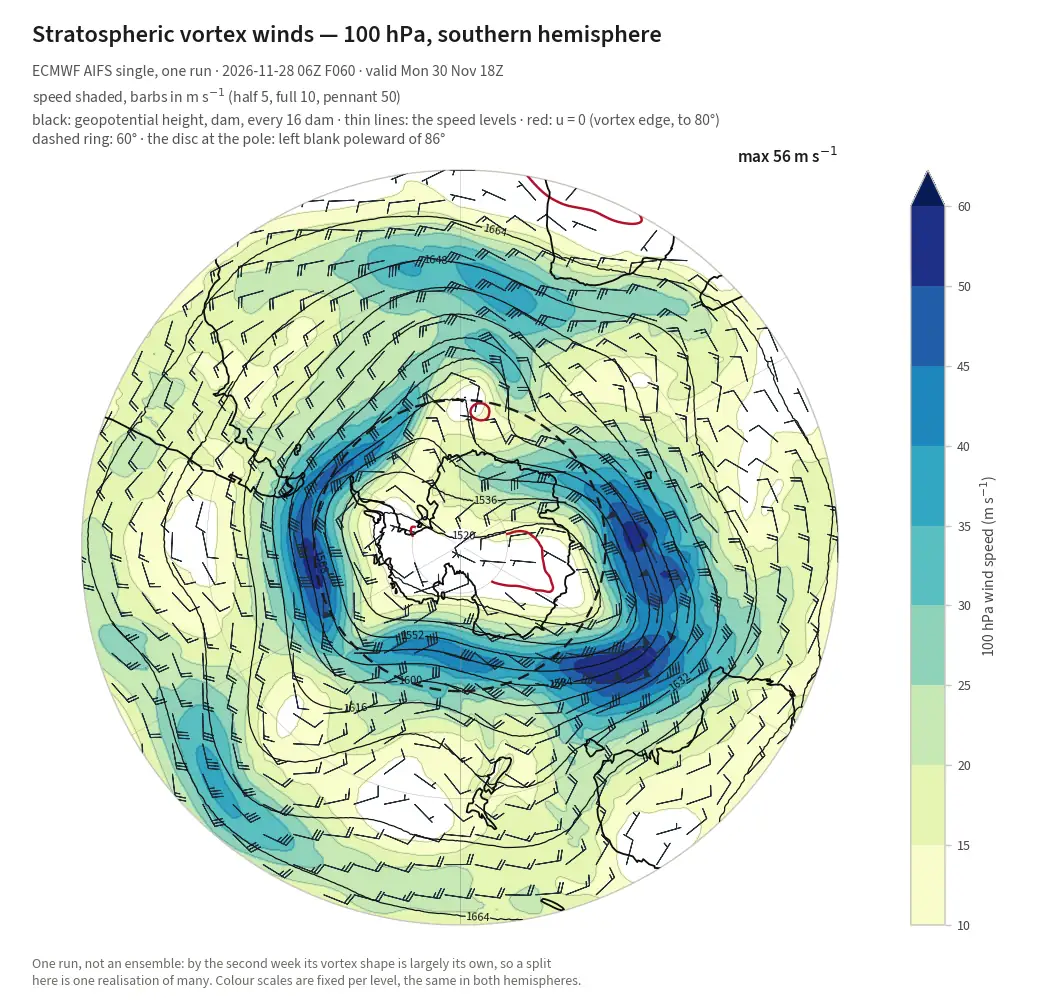 Stratospheric vortex winds — 100 hPa, southern hemisphere
ECMWF AIFS single, one run · 2026-11-28 06Z F060 · valid Mon 30 Nov 18Z
speed shaded, barbs in m s⁻¹ (half 5, full 10, pennant 50)
black: geopotential height, dam, every 16 dam · thin lines: the speed levels · red: u = 0 (vortex edge, to 80°)
dashed ring: 60° · the disc at the pole: left blank poleward of 86°
max 56 m s⁻¹
1664
1648
1536
1520
1568
1552
1600
1584
1632
1616
1664
60
50
45
40
35
30
25
20
15
10
100 hPa wind speed (m s⁻¹)
One run, not an ensemble: by the second week its vortex shape is largely its own, so a split
here is one realisation of many. Colour scales are fixed per level, the same in both hemispheres.